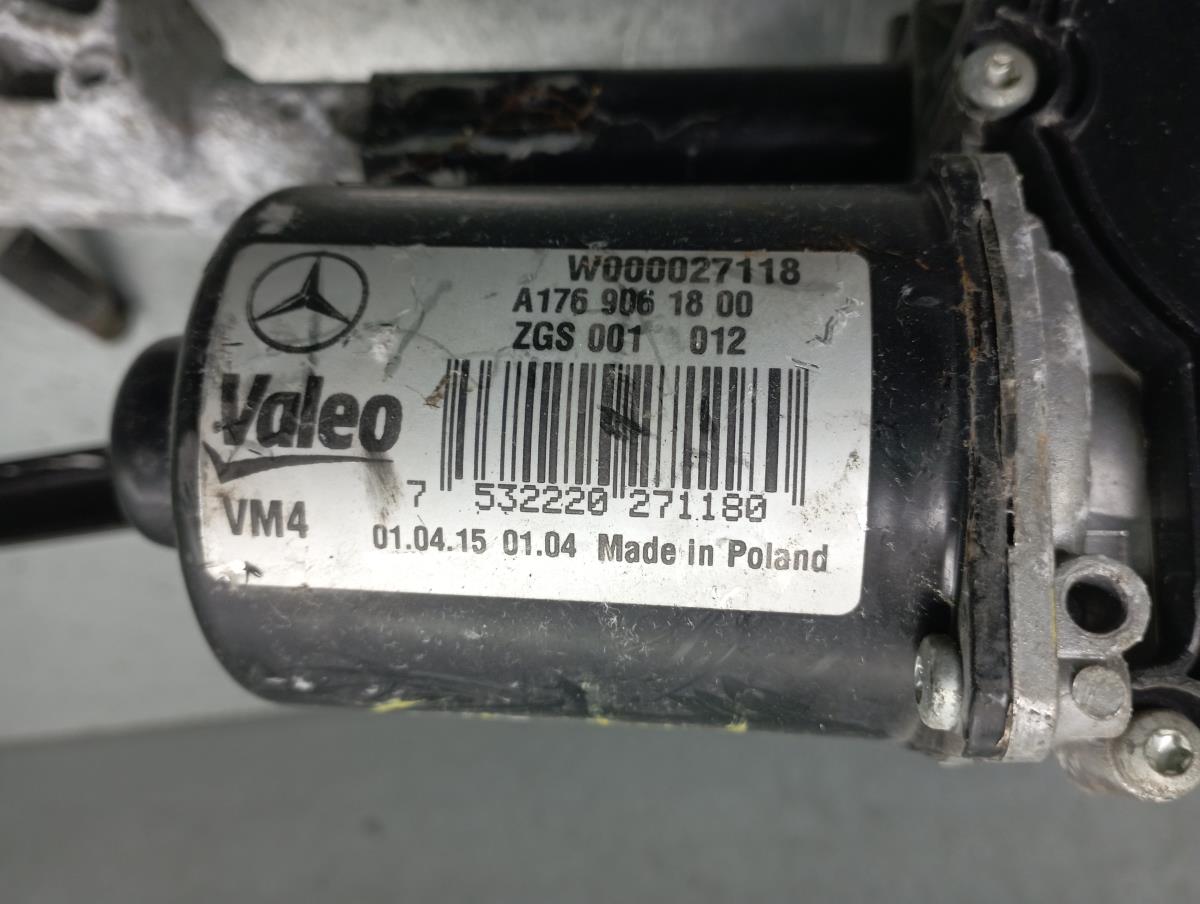 W000027118
A176 906 18 00
ZGS 001 012
Valeo
7 532220 271180
VM4
01.04.15 01.04 Made in Poland